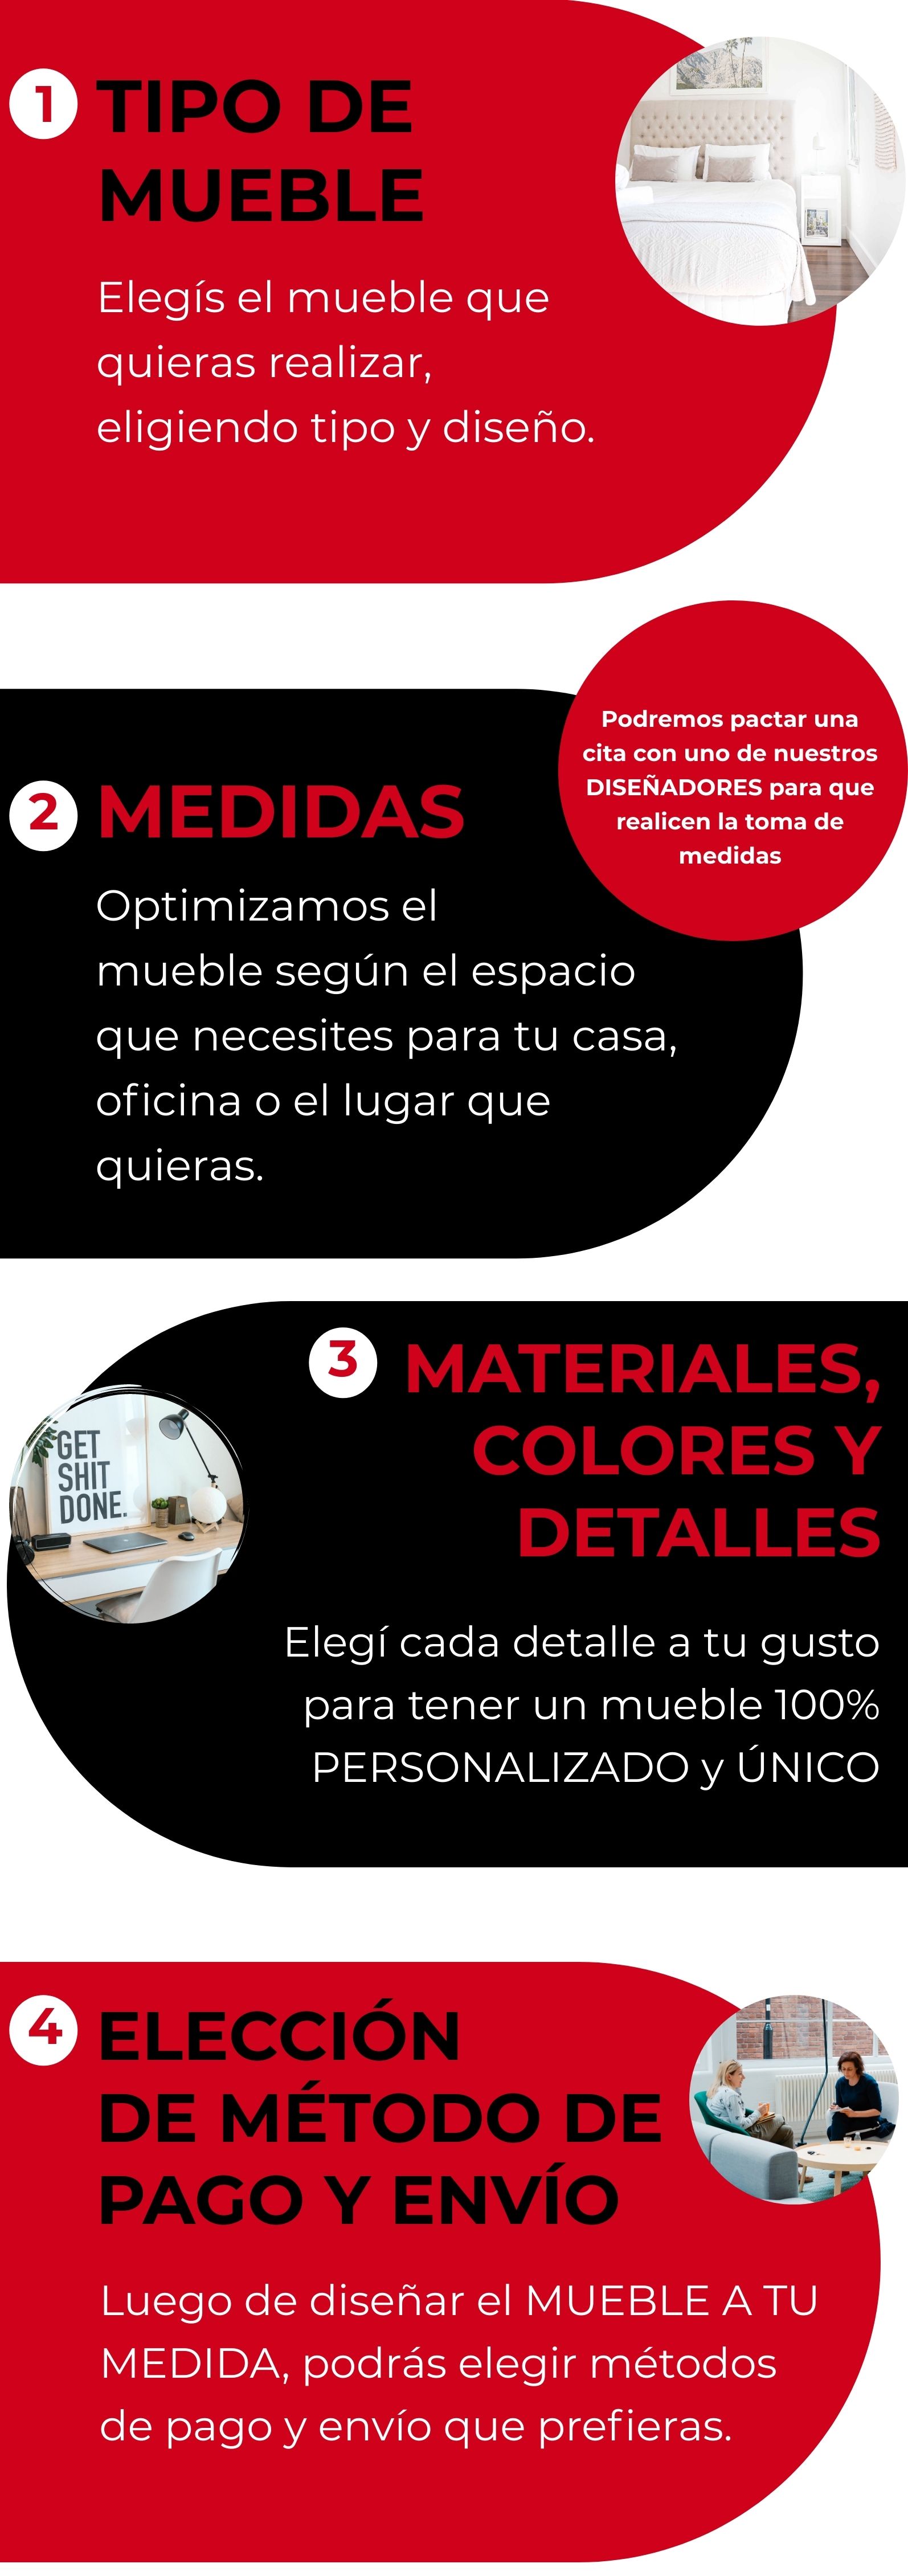 1
TIPO DE
MUEBLE
Elegís el mueble que
quieras realizar,
eligiendo tipo y diseño.
Podremos pactar una
cita con uno de nuestros
DISEÑADORES para que
realicen la toma de
medidas
2
MEDIDAS
Optimizamos el
mueble según el espacio
que necesites para tu casa,
oficina o el lugar que
quieras.
3
MATERIALES,
COLORES Y
DETALLES
GET
SHIT
DONE.
Elegí cada detalle a tu gusto
para tener un mueble 100%
PERSONALIZADO y ÚNICO
4
ELECCIÓN
DE MÉTODO DE
PAGO Y ENVÍO
Luego de diseñar el MUEBLE A TU
MEDIDA, podrás elegir métodos
de pago y envío que prefieras.